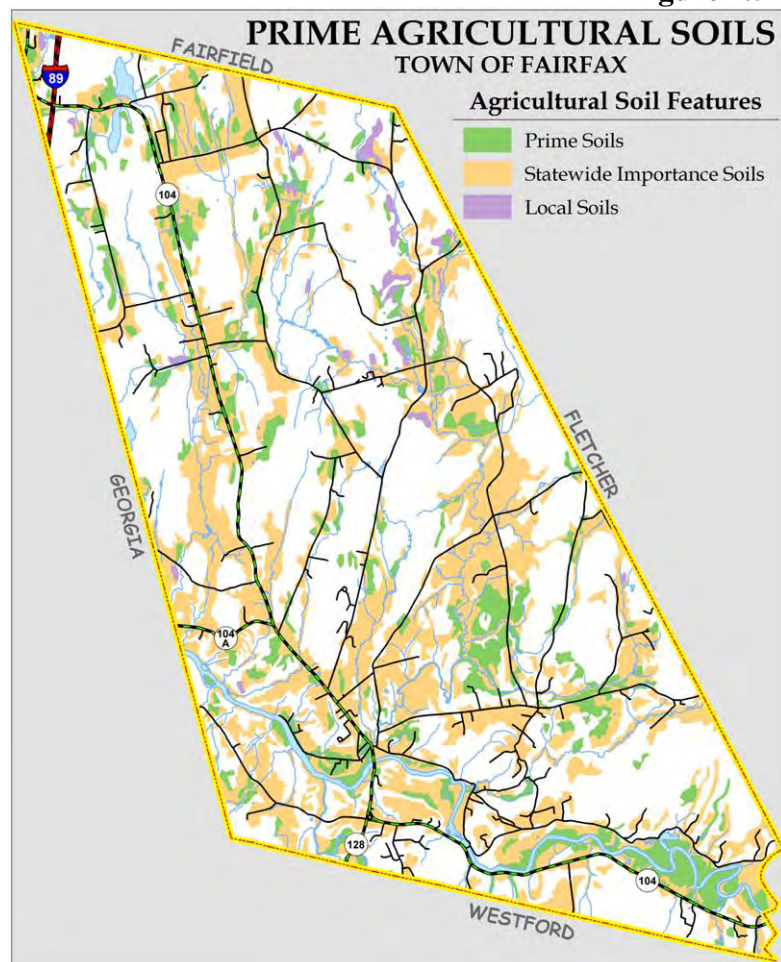 PRIME AGRICULTURAL SOILS
TOWN OF FAIRFAX
Agricultural Soil Features
Prime Soils
Statewide Importance Soils
Local Soils
FAIRFIELD
89
104
FLETCHER
GEORGIA
104
A
128
104
WESTFORD